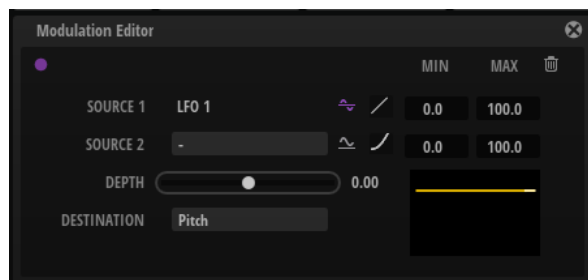 Modulation Editor
MIN MAX
SOURCE 1 LFO 1 0.0 100.0
SOURCE 2 - 0.0 100.0
DEPTH 0.00
DESTINATION Pitch